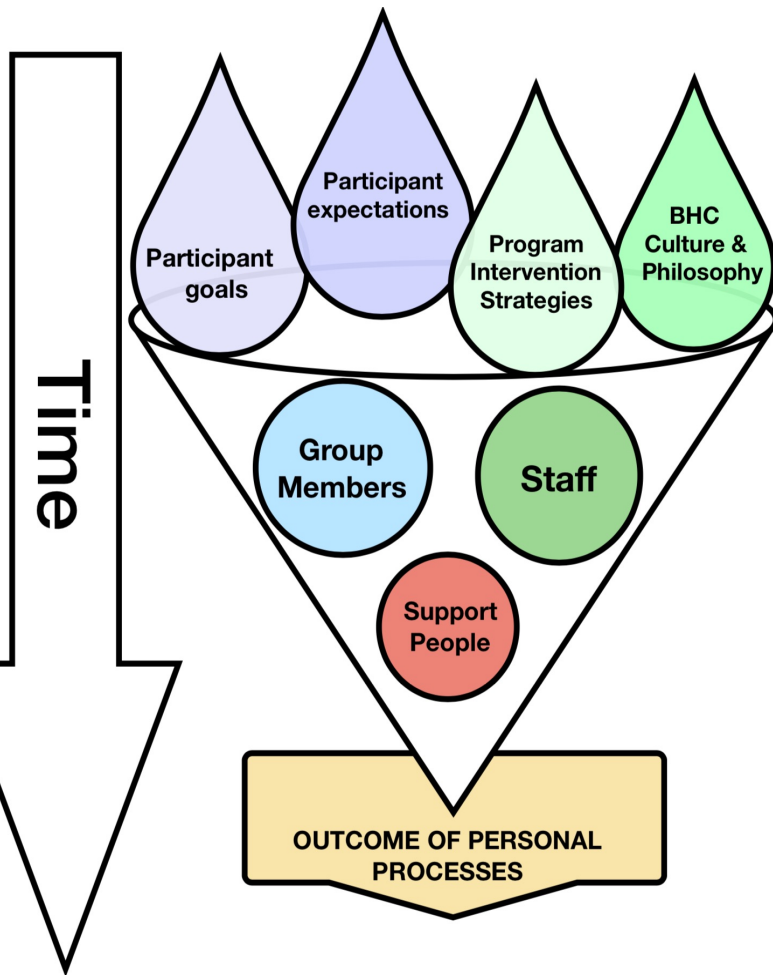 Participant
expectations
Participant
goals
Program
Intervention
Strategies
BHC
Culture &
Philosophy
Time
Group
Members
Staff
Support
People
OUTCOME OF PERSONAL
PROCESSES